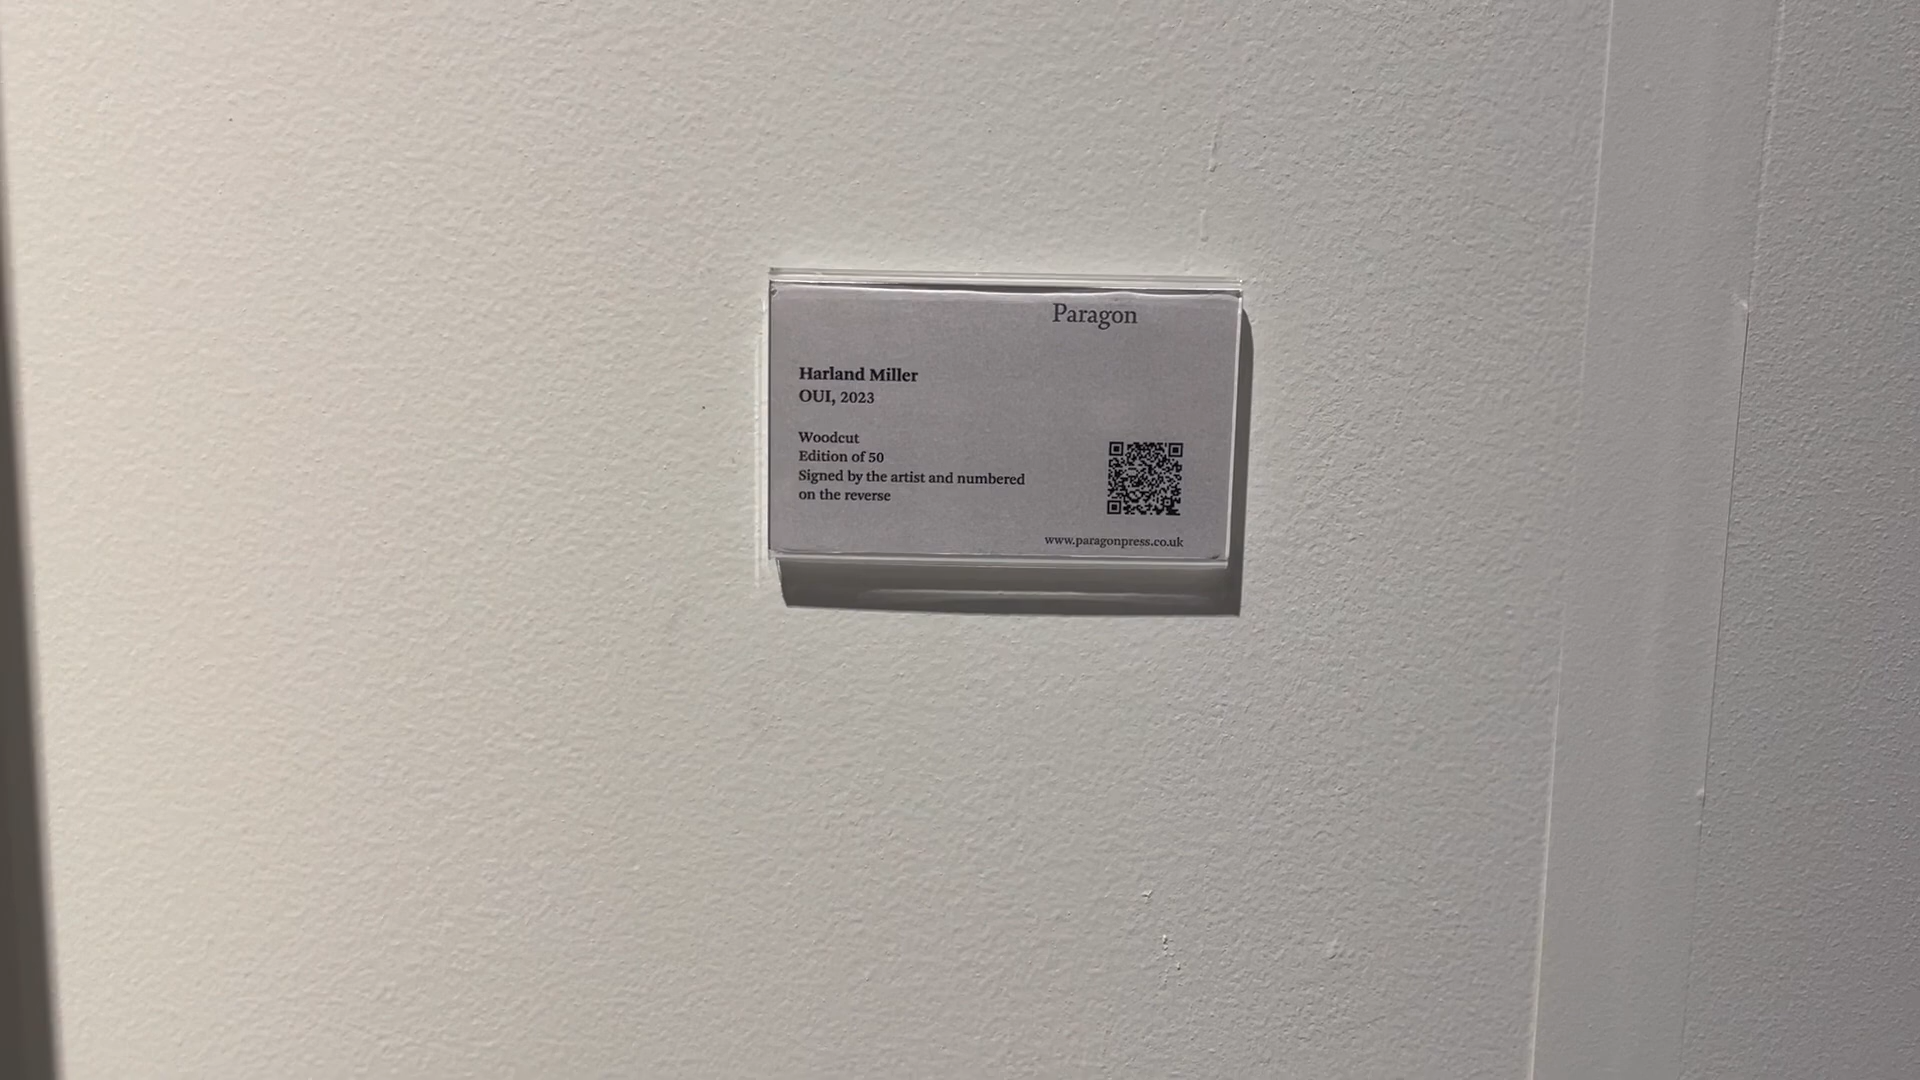 Paragon
Harland Miller
OUI, 2023
Woodcut
Edition of 50
Signed by the artist and numbered
on the reverse
www.paragonpress.co.uk